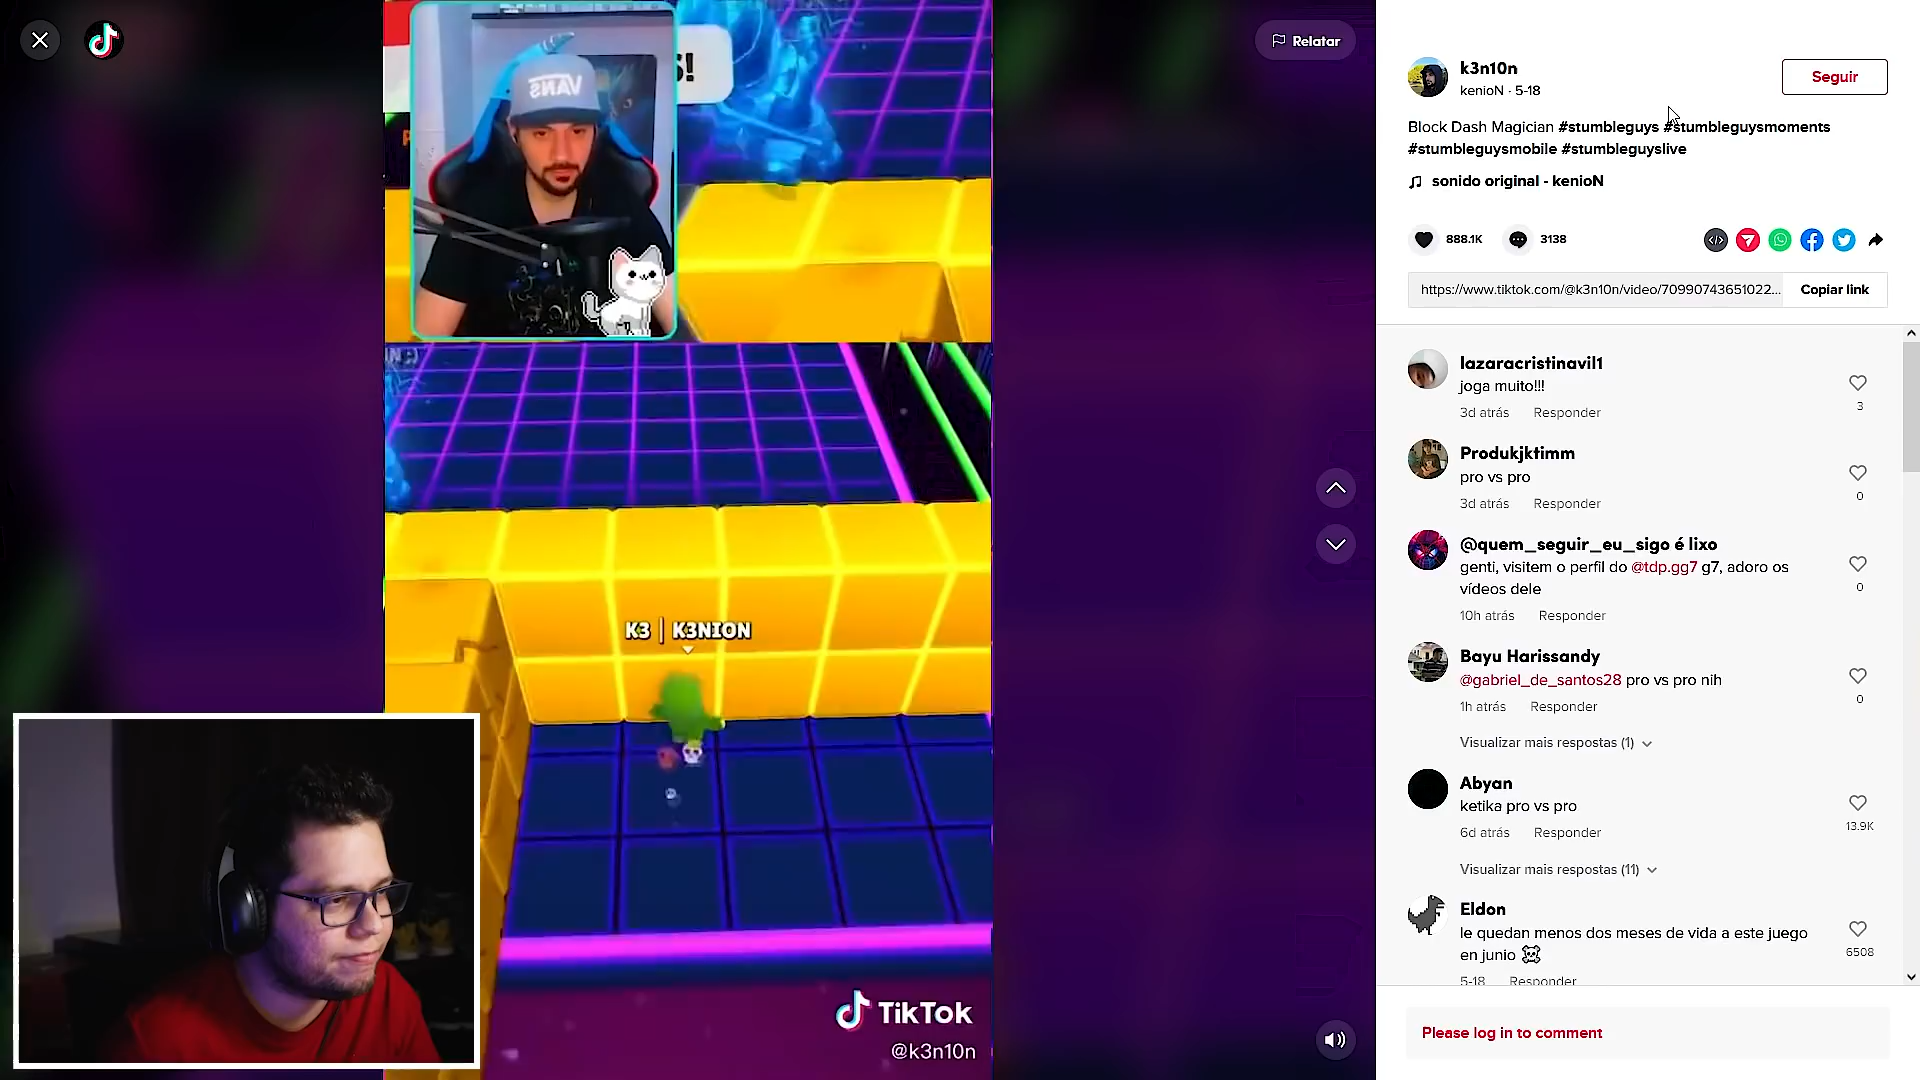 Relatar
S!
VANS
K3 | K3NION
TikTok
@k3n10n
k3n10n
kenioN · 5-18
Seguir
Block Dash Magician #stumbleguys #stumbleguysmoments
#stumbleguysmobile #stumbleguyslive
sonido original - kenioN
888.1K
3138
https://www.tiktok.com/@k3n10n/video/70990743651022...
Copiar link
lazaracristinavil1
joga muito!!!
3d atrás Responder
3
Produkjktimm
pro vs pro
3d atrás Responder
0
@quem_seguir_eu_sigo é lixo
genti, visitem o perfil do @tdp.gg7 g7, adoro os
vídeos dele
10h atrás Responder
0
Bayu Harissandy
@gabriel_de_santos28 pro vs pro nih
1h atrás Responder
0
Visualizar mais respostas (1)
Abyan
ketika pro vs pro
6d atrás Responder
13.9K
Visualizar mais respostas (11)
Eldon
le quedan menos dos meses de vida a este juego
en junio ☠
6508
5-18 Responder
Please log in to comment